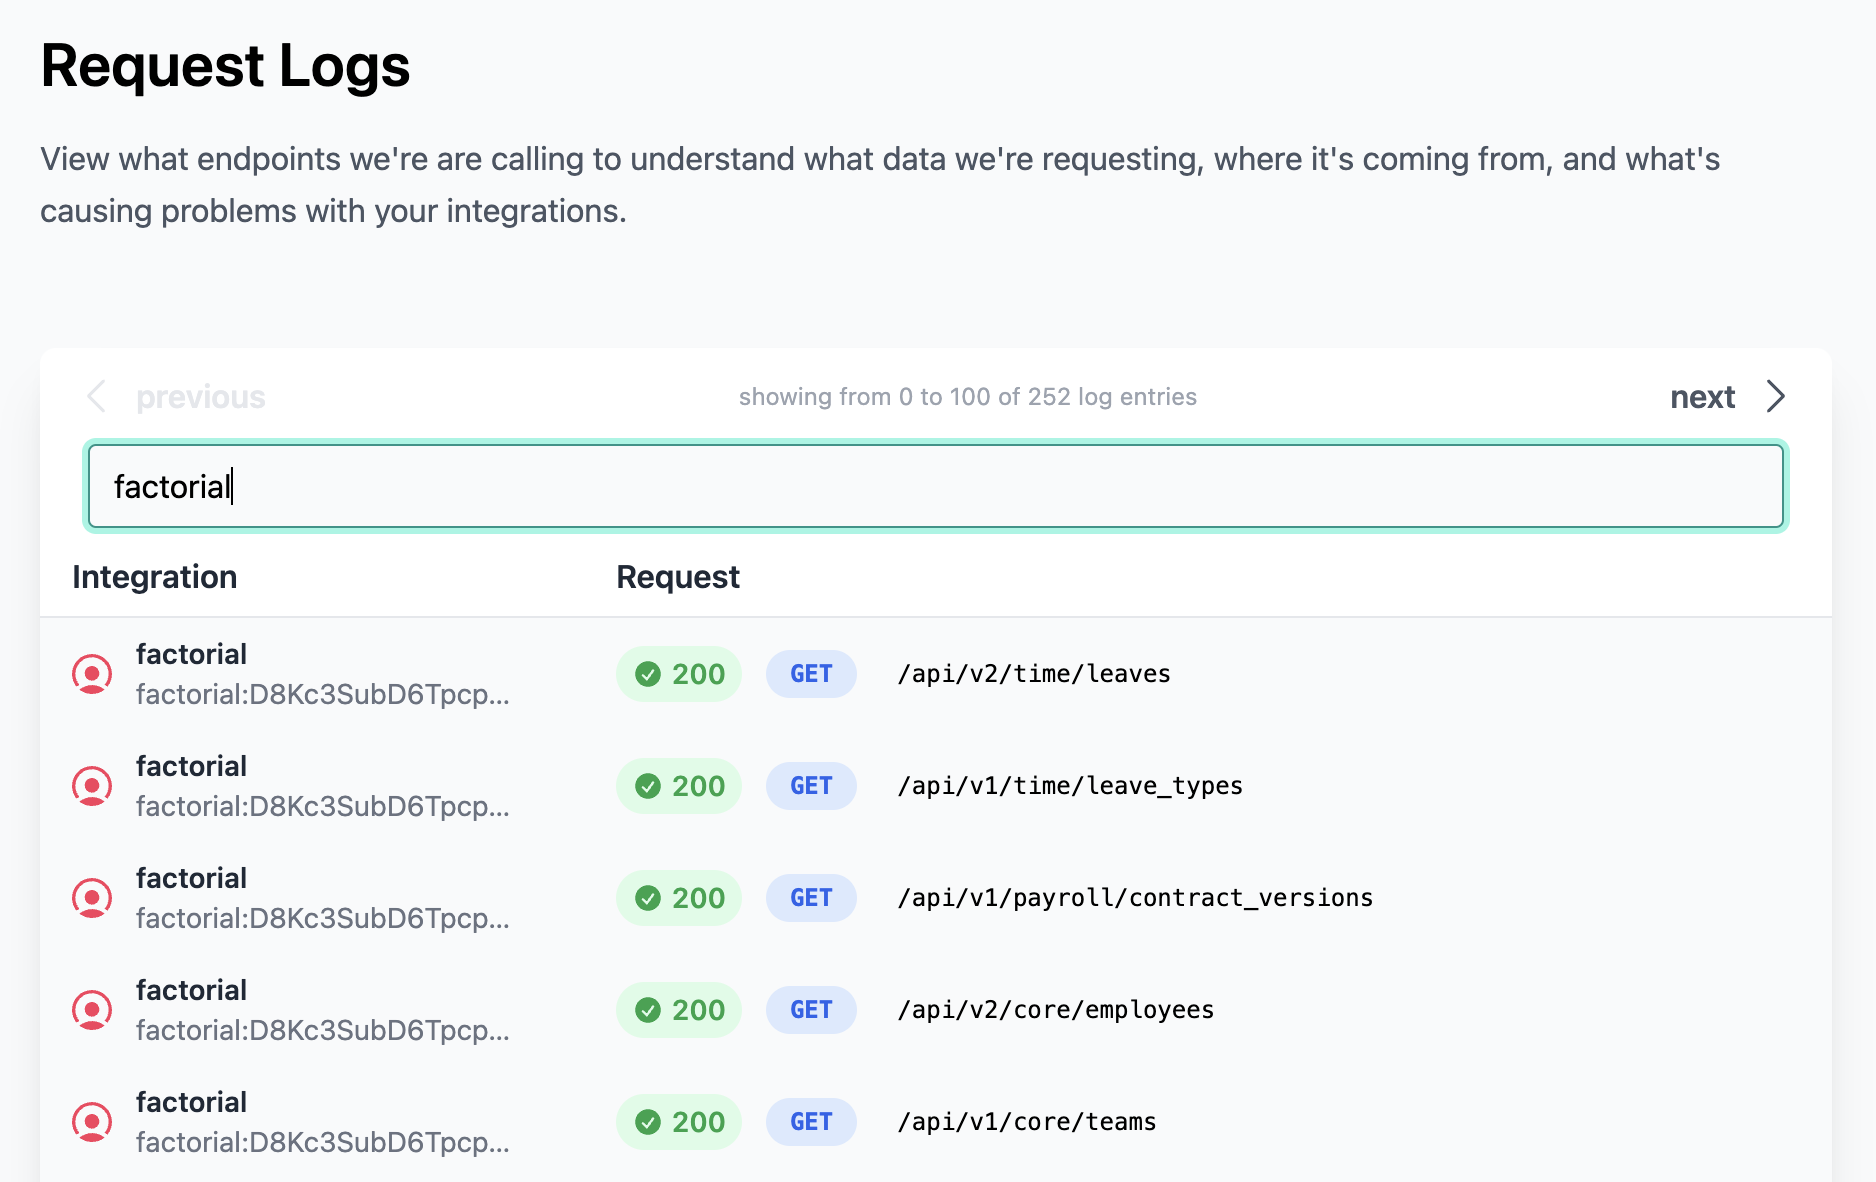 Request Logs
View what endpoints we're are calling to understand what data we're requesting, where it's coming from, and what's
causing problems with your integrations.
previous showing from 0 to 100 of 252 log entries next
factorial
Integration Request
factorial
factorial:D8Kc3SubD6Tpcp...
200 GET /api/v2/time/leaves
factorial
factorial:D8Kc3SubD6Tpcp...
200 GET /api/v1/time/leave_types
factorial
factorial:D8Kc3SubD6Tpcp...
200 GET /api/v1/payroll/contract_versions
factorial
factorial:D8Kc3SubD6Tpcp...
200 GET /api/v2/core/employees
factorial
factorial:D8Kc3SubD6Tpcp...
200 GET /api/v1/core/teams